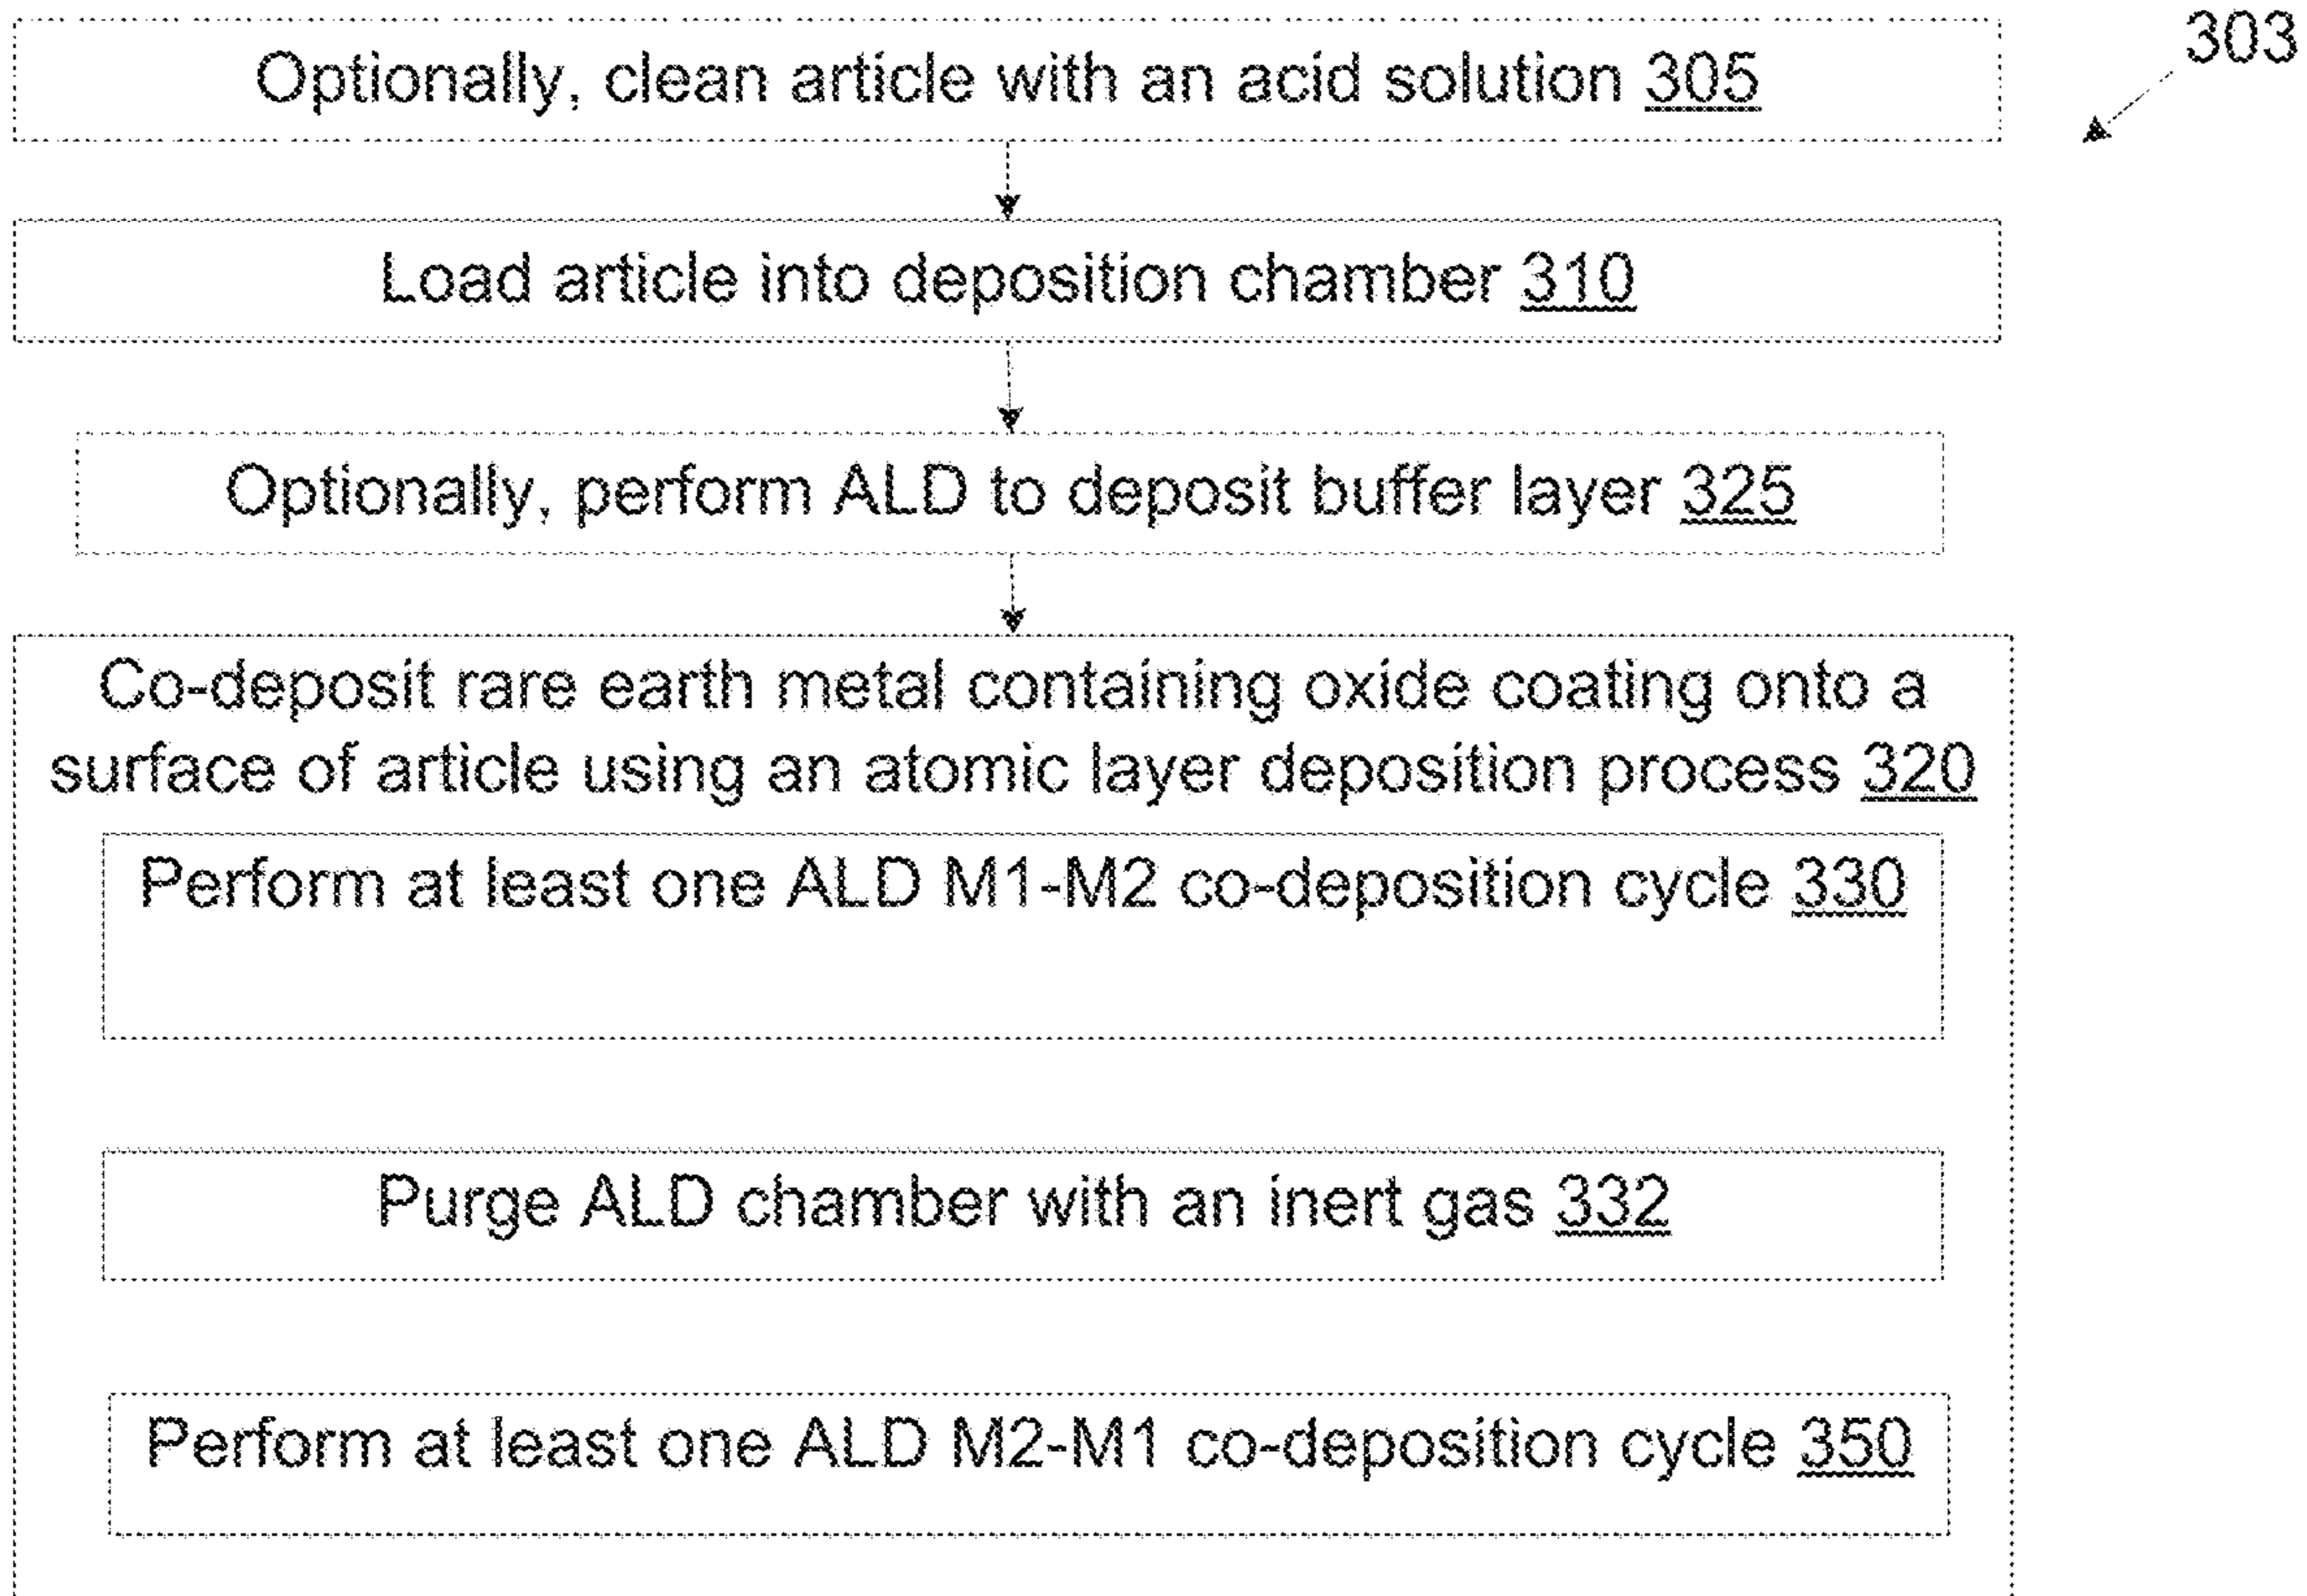 303
Optionally, clean article with an acid solution 305
Load article into deposition chamber 310
Optionally, perform ALD to deposit buffer layer 325
Co-deposit rare earth metal containing oxide coating onto a
surface of article using an atomic layer deposition process 320
Perform at least one ALD M1-M2 co-deposition cycle 330
Purge ALD chamber with an inert gas 332
Perform at least one ALD M2-M1 co-deposition cycle 350